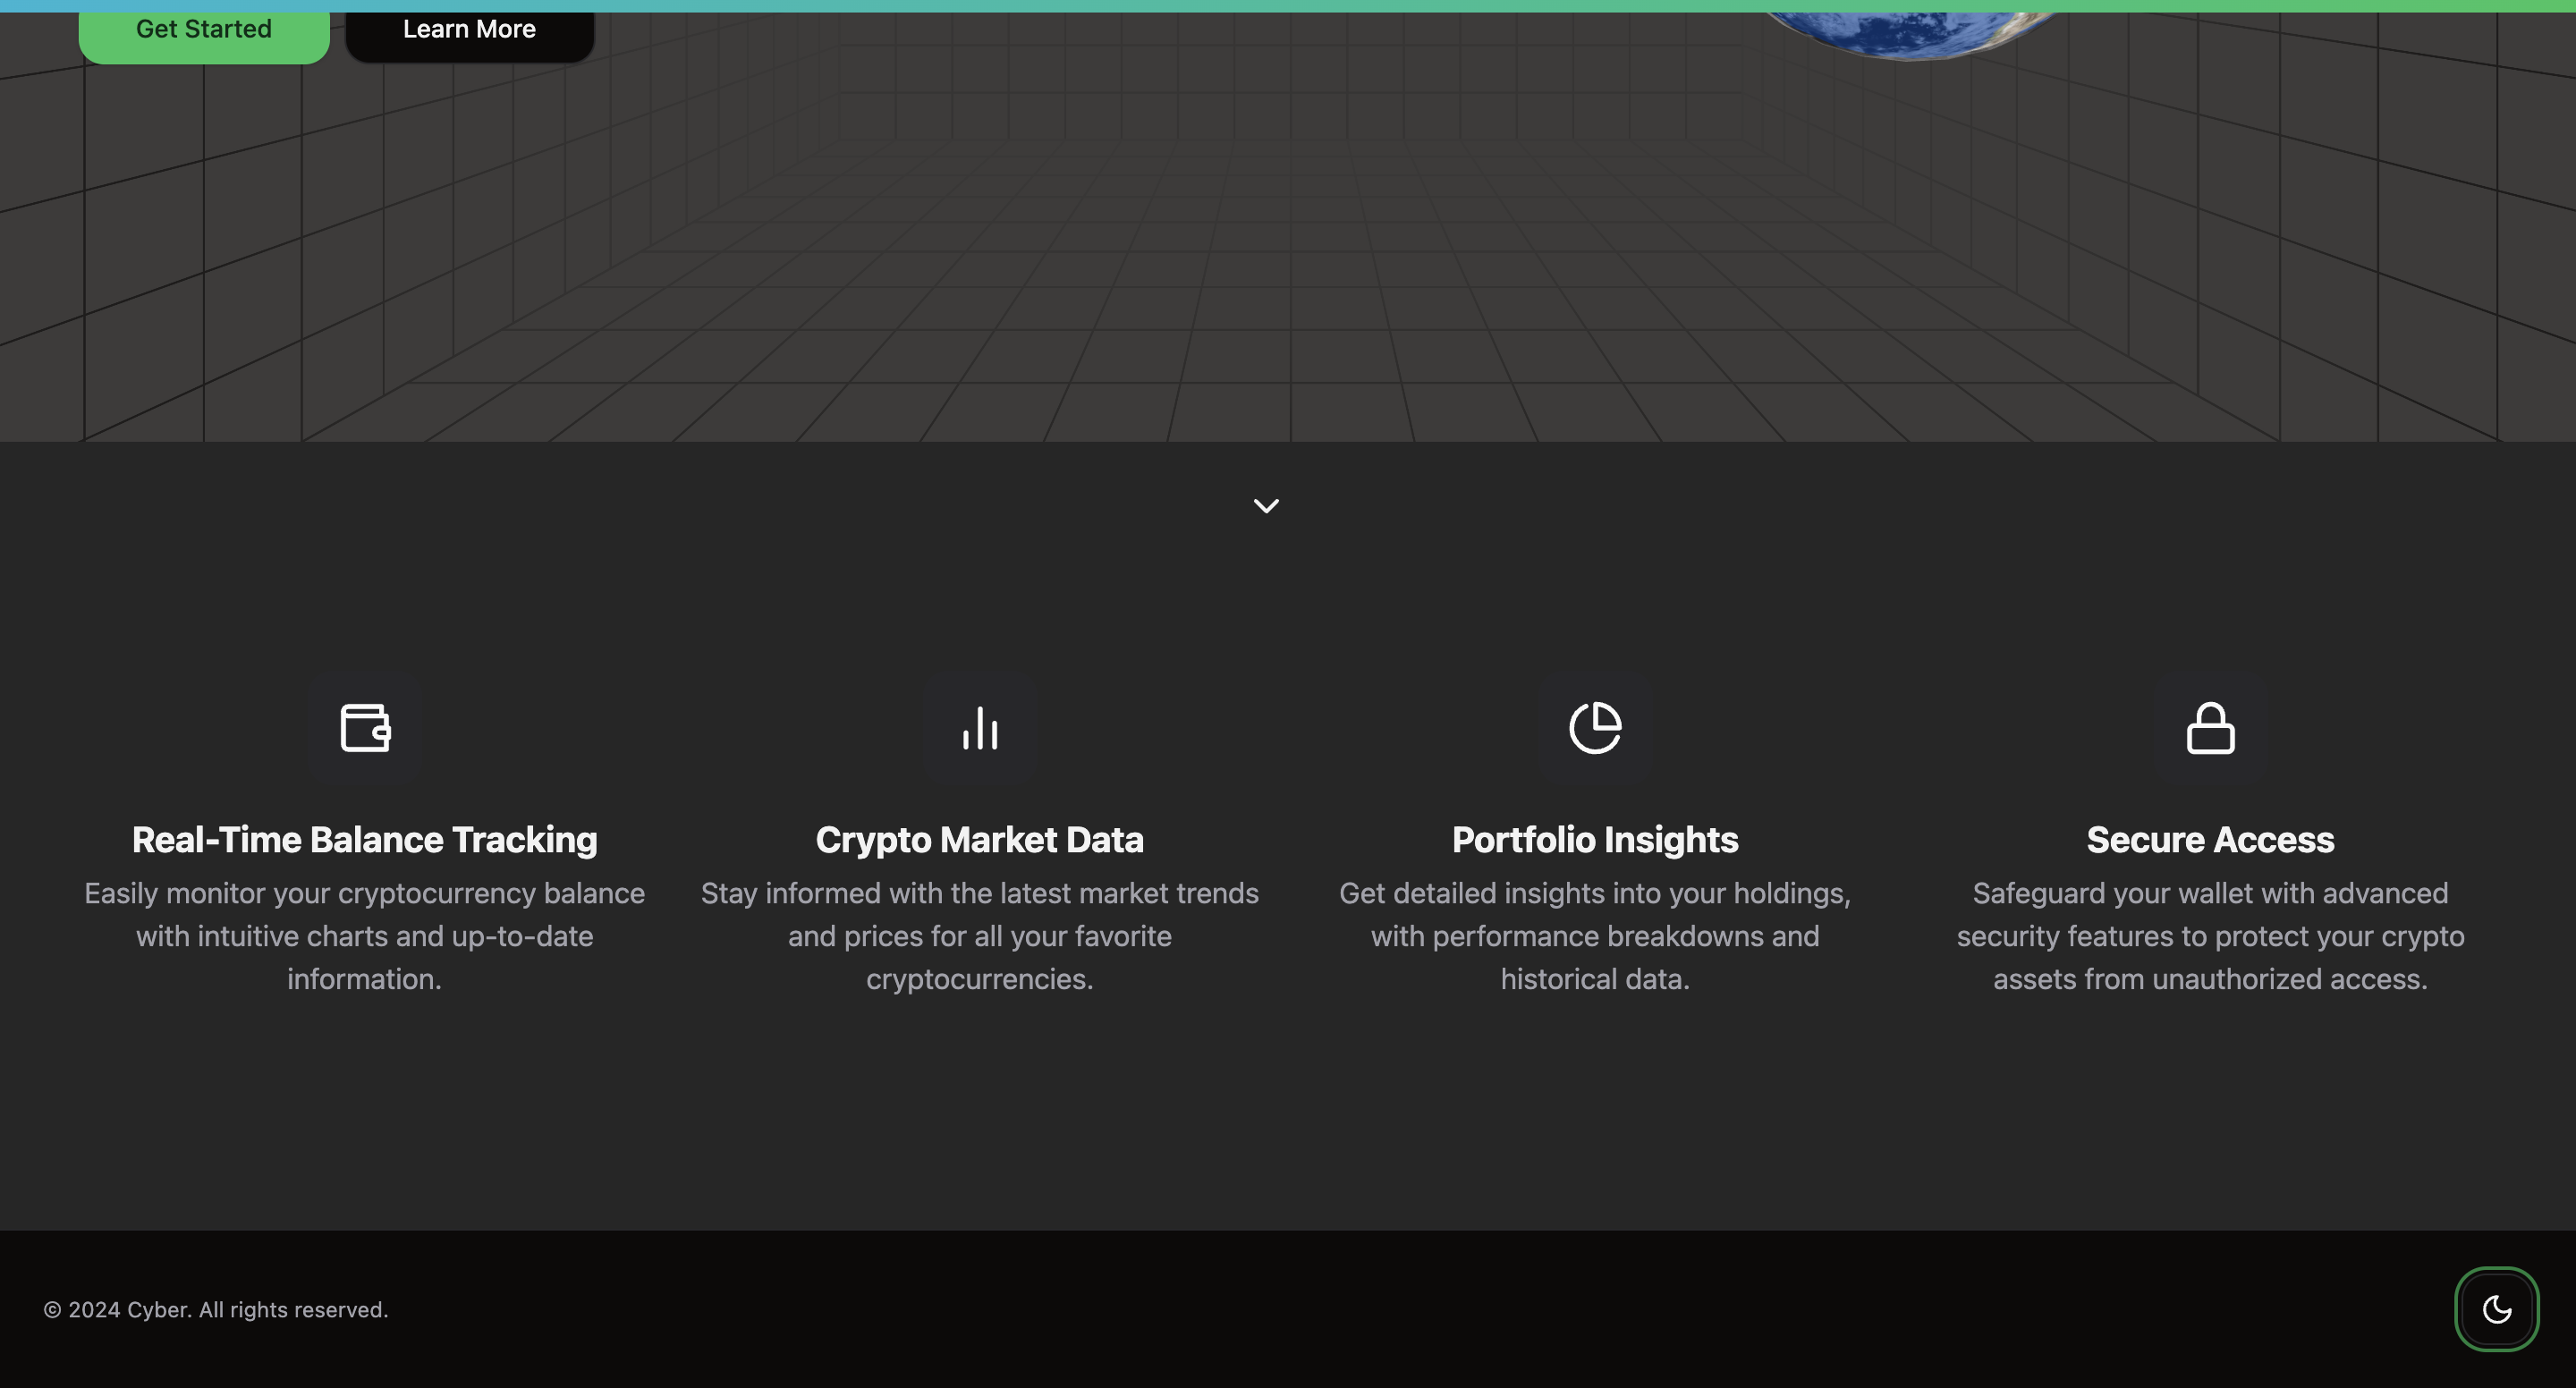 Get Started
Learn More
Real-Time Balance Tracking
Easily monitor your cryptocurrency balance
with intuitive charts and up-to-date
information.
Crypto Market Data
Stay informed with the latest market trends
and prices for all your favorite
cryptocurrencies.
Portfolio Insights
Get detailed insights into your holdings,
with performance breakdowns and
historical data.
Secure Access
Safeguard your wallet with advanced
security features to protect your crypto
assets from unauthorized access.
© 2024 Cyber. All rights reserved.